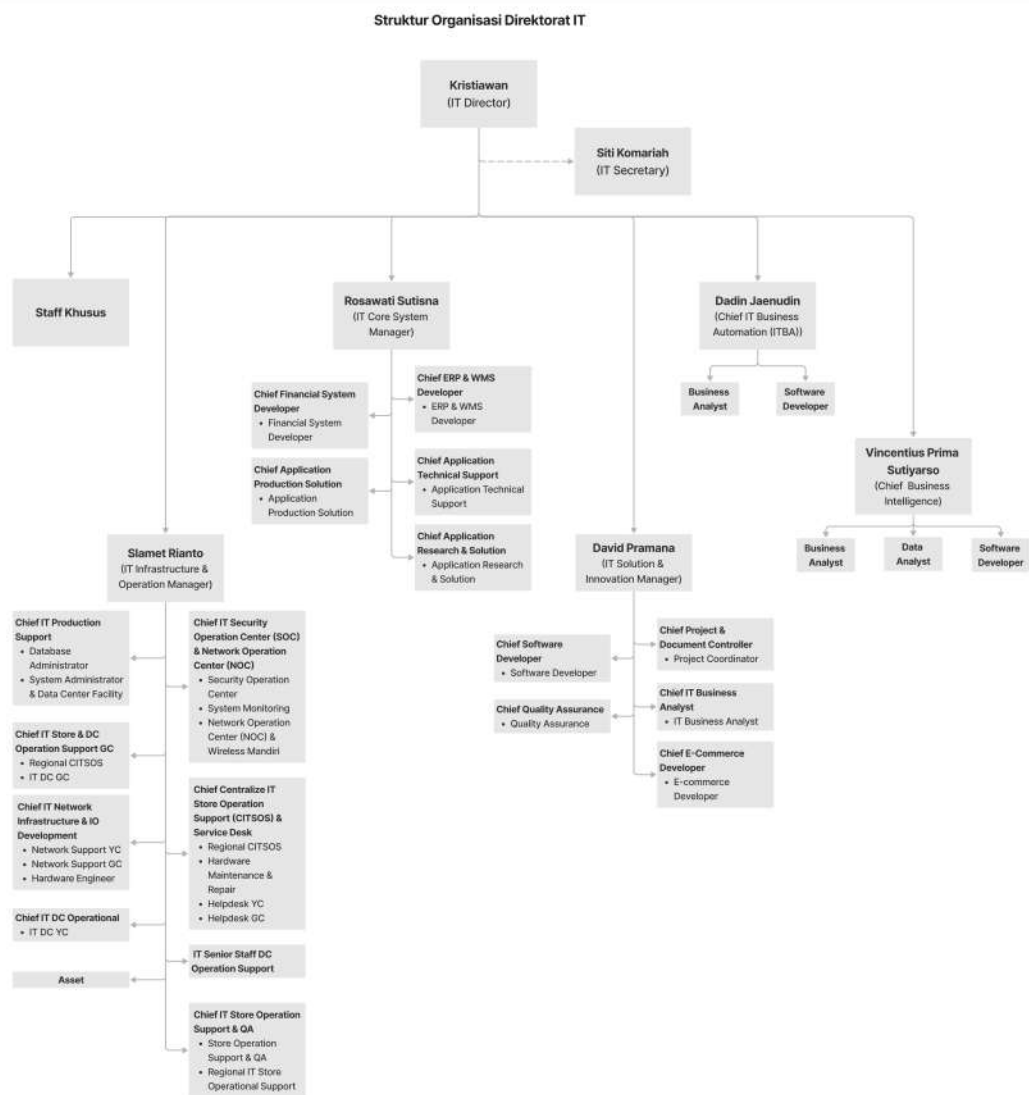 Struktur Organisasi Direktorat IT
Kristiawan
(IT Director)
Siti Komariah
(IT Secretary)
Staff Khusus
Rosawati Sutisna
(IT Core System
Manager)
Chief Financial System
Developer
• Financial System
Developer
Chief ERP & WMS
Developer
• ERP & WMS
Developer
Chief Application
Production Solution
• Application
Production Solution
Chief Application
Technical Support
• Application Technical
Support
Chief Application
Research & Solution
• Application Research
& Solution
Dadin Jaenudin
(Chief IT Business
Automation (ITBA))
Business
Analyst
Software
Developer
Vincentius Prima
Sutiyarso
(Chief Business
Intelligence)
Business
Analyst
Data
Analyst
Software
Developer
Slamet Rianto
(IT Infrastructure &
Operation Manager)
Chief IT Production
Support
• Database
Administrator
• System Administrator
& Data Center Facility
Chief IT Security
Operation Center (SOC)
& Network Operation
Center (NOC)
• Security Operation
Center
• System Monitoring
• Network Operation
Center (NOC) &
Wireless Mandiri
Chief IT Store & DC
Operation Support GC
• Regional CITSOS
• IT DC GC
Chief IT Network
Infrastructure & IO
Development
• Network Support YC
• Network Support GC
• Hardware Engineer
Chief Centralize IT
Store Operation
Support (CITSOS) &
Service Desk
• Regional CITSOS
• Hardware
Maintenance &
Repair
• Helpdesk YC
• Helpdesk GC
Chief IT DC Operational
• IT DC YC
IT Senior Staff DC
Operation Support
Asset
Chief IT Store Operation
Support & QA
• Store Operation
Support & QA
• Regional IT Store
Operational Support
David Pramana
(IT Solution &
Innovation Manager)
Chief Software
Developer
• Software Developer
Chief Project &
Document Controller
• Project Coordinator
Chief Quality Assurance
• Quality Assurance
Chief IT Business
Analyst
• IT Business Analyst
Chief E-Commerce
Developer
• E-commerce
Developer